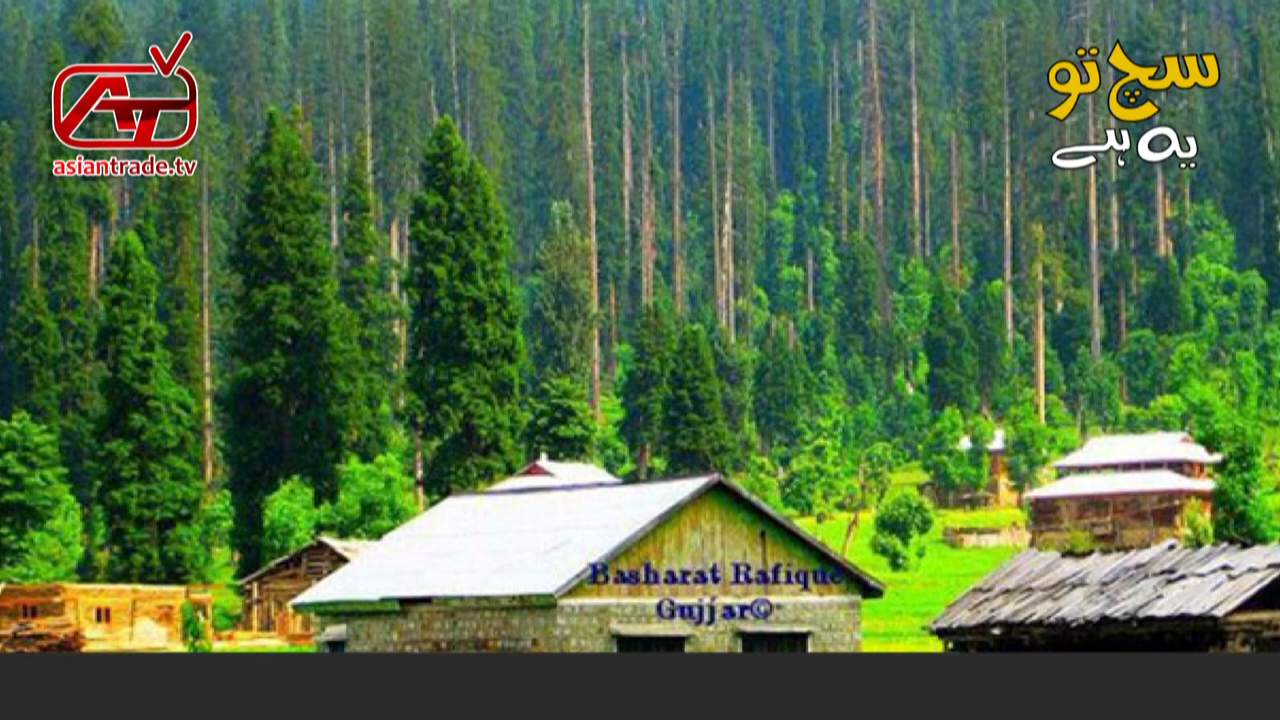 asiantrade.tv
سچ تو
یہ ہے
Basharat Rafique
Gujjar©